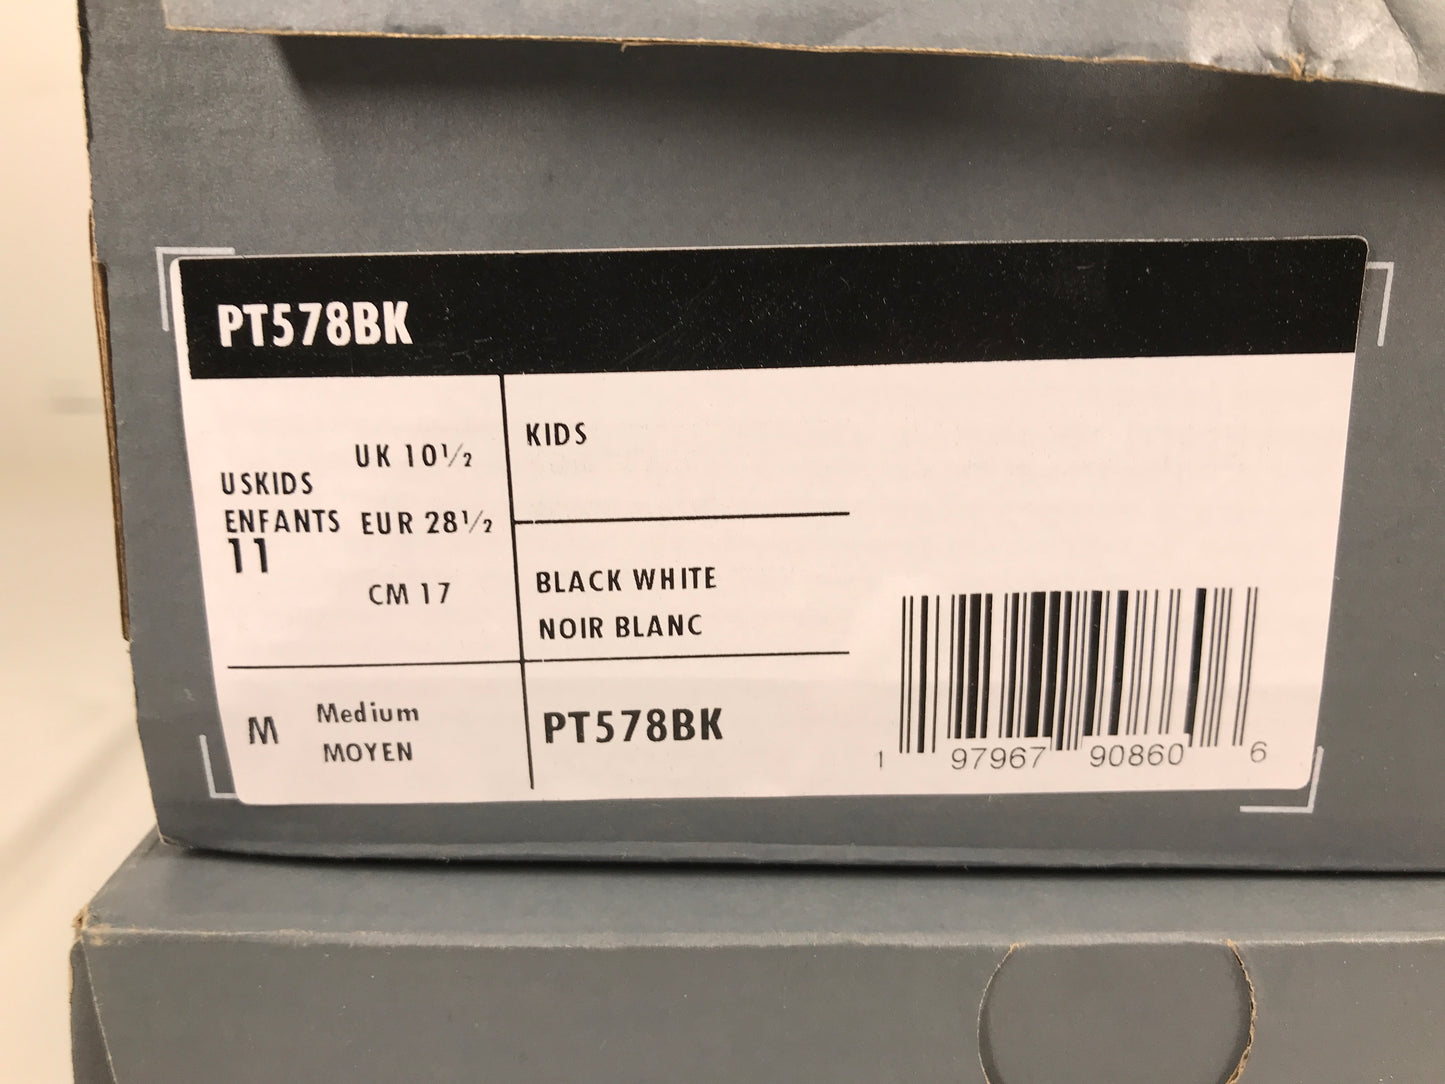 PT578BK
USKIDS
ENFANTS
11
UK 10½
EUR 28½
CM 17
KIDS
BLACK WHITE
NOIR BLANC
M
Medium
MOYEN
PT578BK
1 97967 90860 6